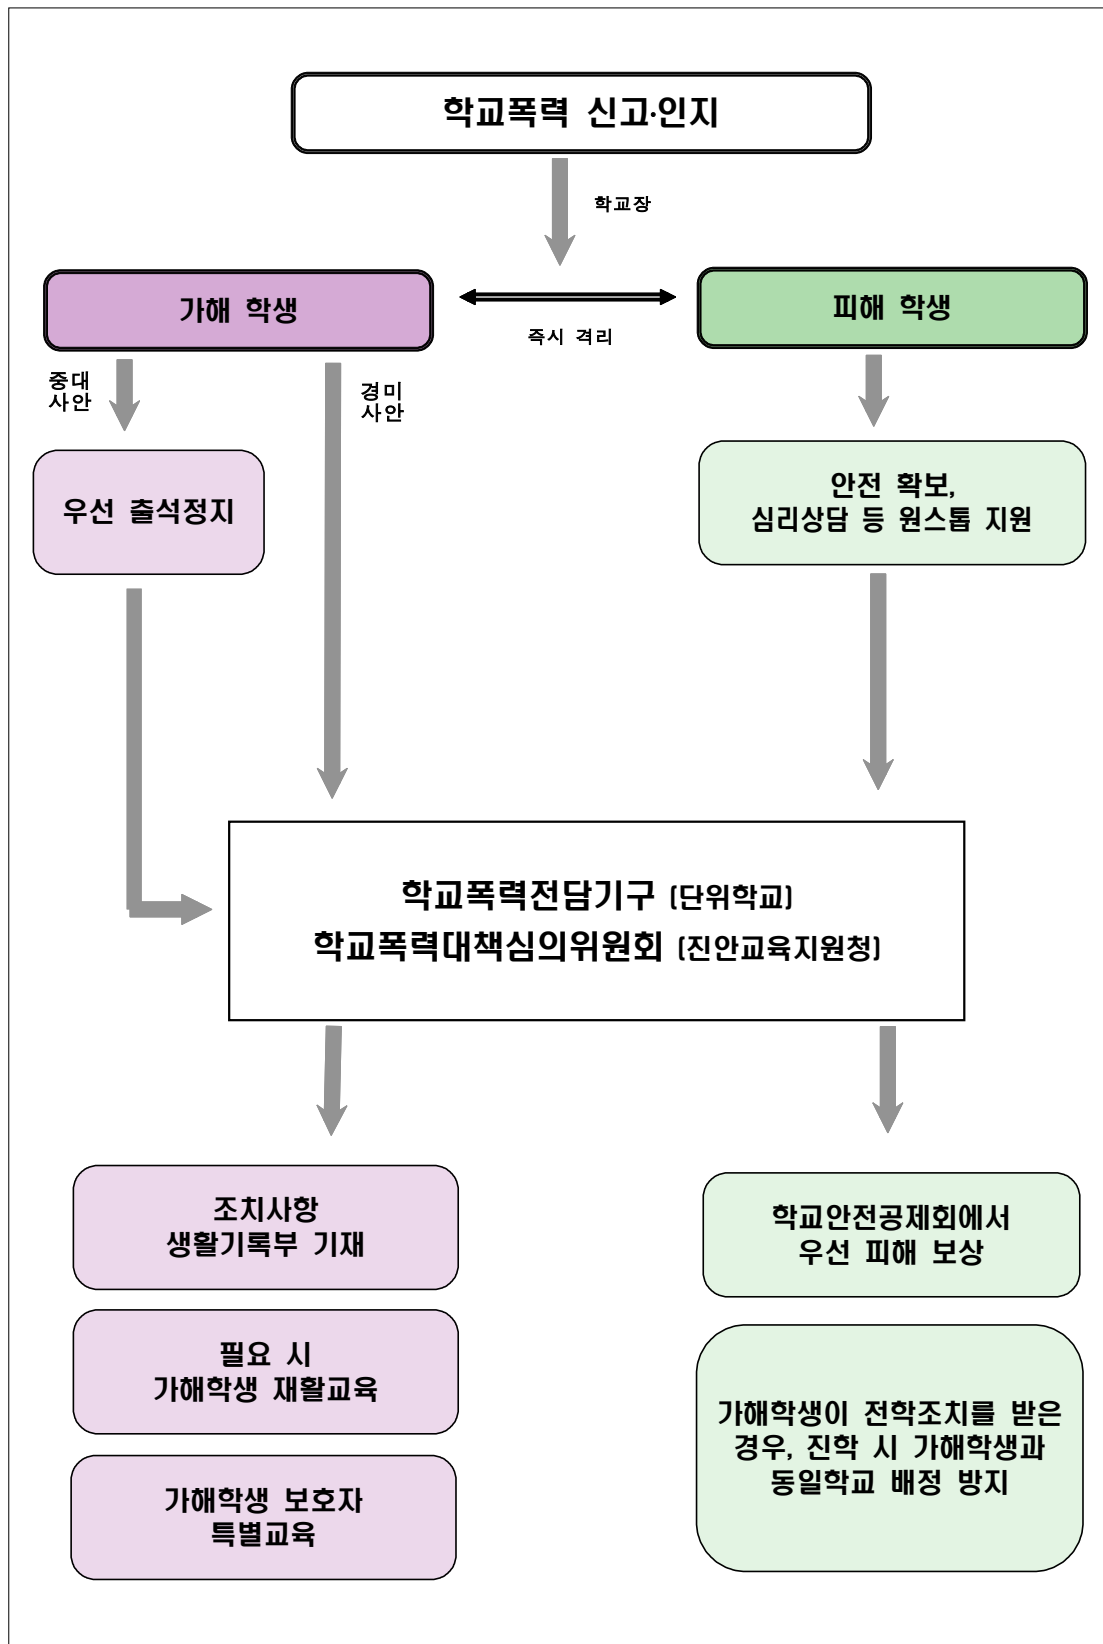 학교폭력 신고·인지
학교장
가해 학생
즉시 격리
피해 학생
중대
사안
경미
사안
우선 출석정지
안전 확보,
심리상담 등 원스톱 지원
학교폭력전담기구 (단위학교)
학교폭력대책심의위원회 (진안교육지원청)
조치사항
생활기록부 기재
필요 시
가해학생 재활교육
가해학생 보호자
특별교육
학교안전공제회에서
우선 피해 보상
가해학생이 전학조치를 받은
경우, 진학 시 가해학생과
동일학교 배정 방지